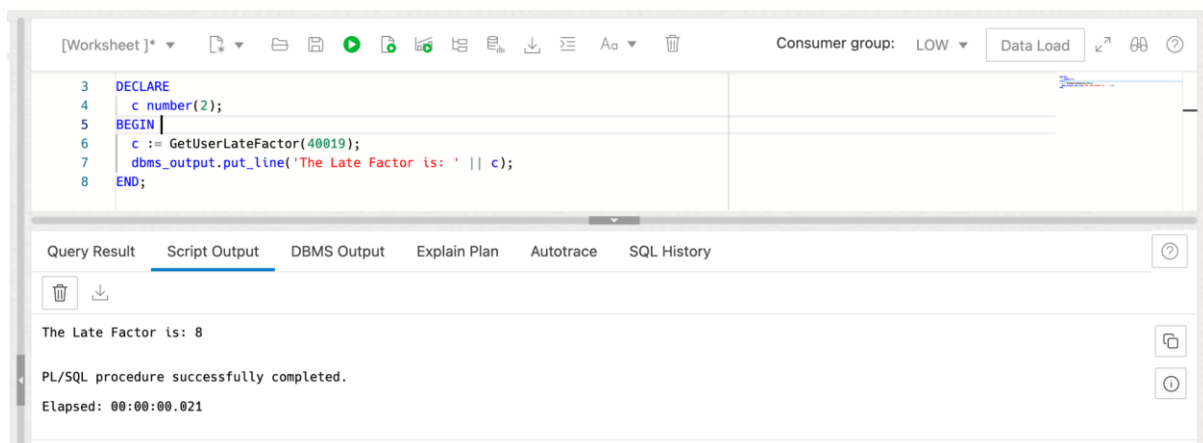 [Worksheet ]*
Aa
Consumer group: LOW
Data Load
3 DECLARE
4 c number(2);
5 BEGIN
6 c := GetUserLateFactor(40019);
7 dbms_output.put_line('The Late Factor is: ' || c);
8 END;
Query Result Script Output DBMS Output Explain Plan Autotrace SQL History
The Late Factor is: 8
PL/SQL procedure successfully completed.
Elapsed: 00:00:00.021